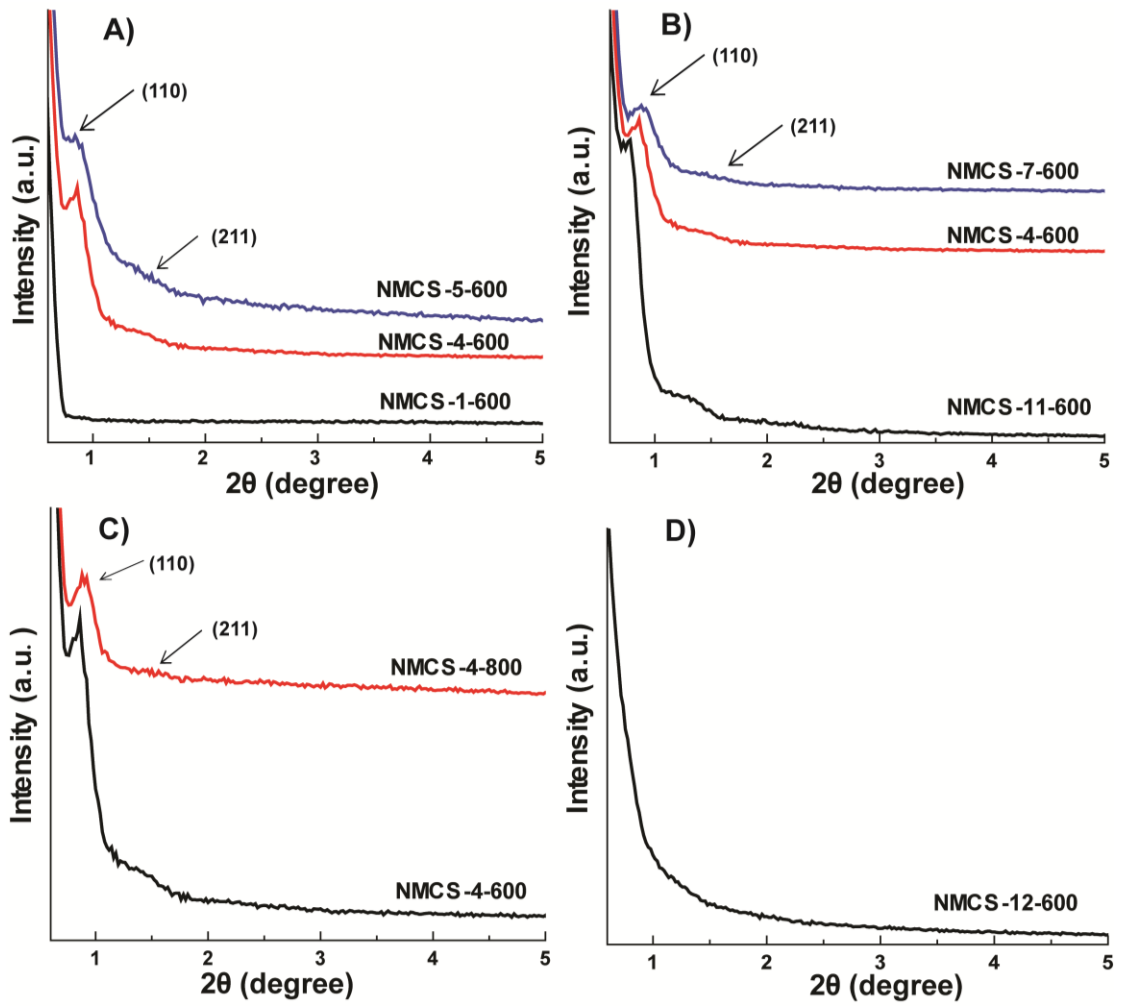 A)
(110)
(211)
NMCS-5-600
NMCS-4-600
NMCS-1-600
Intensity (a.u.)
1 2 3 4 5
2θ (degree)
B)
(110)
(211)
NMCS-7-600
NMCS-4-600
NMCS-11-600
Intensity (a.u.)
1 2 3 4 5
2θ (degree)
C)
(110)
(211)
NMCS-4-800
NMCS-4-600
Intensity (a.u.)
1 2 3 4 5
2θ (degree)
D)
NMCS-12-600
Intensity (a.u.)
1 2 3 4 5
2θ (degree)